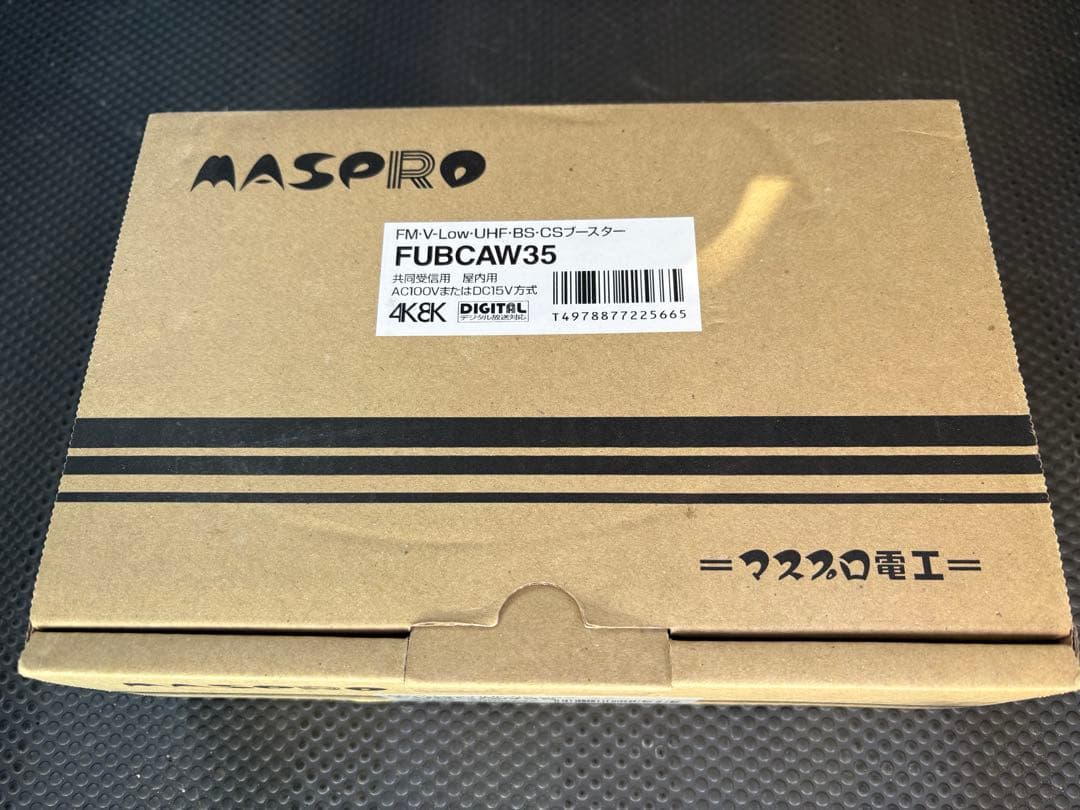 MASPRO
FM·V-Low·UHF·BS·CSブースター
FUBCAW35
共同受信用 屋内用
AC100VまたはDC15V方式
4K8K DIGITAL
デジタル放送対応
T4978877225665
=マスプロ電工=
MASPRO